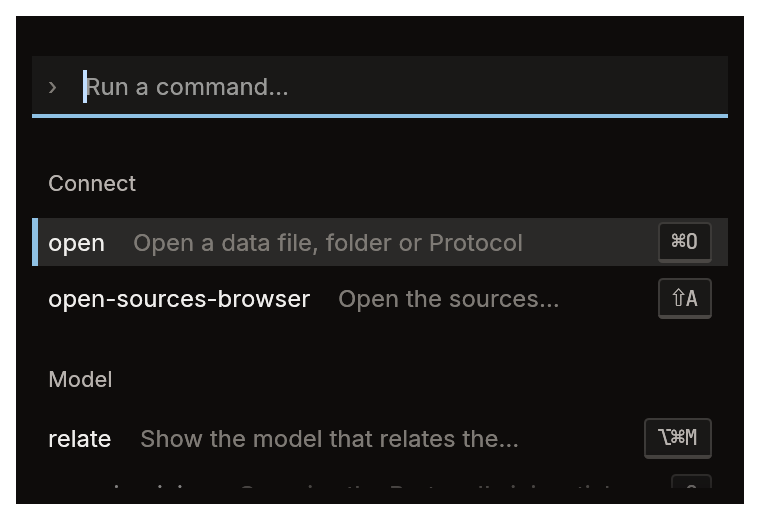 › Run a command...
Connect
open Open a data file, folder or Protocol ⌘O
open-sources-browser Open the sources... ⇧A
Model
relate Show the model that relates the... ⌥⌘M